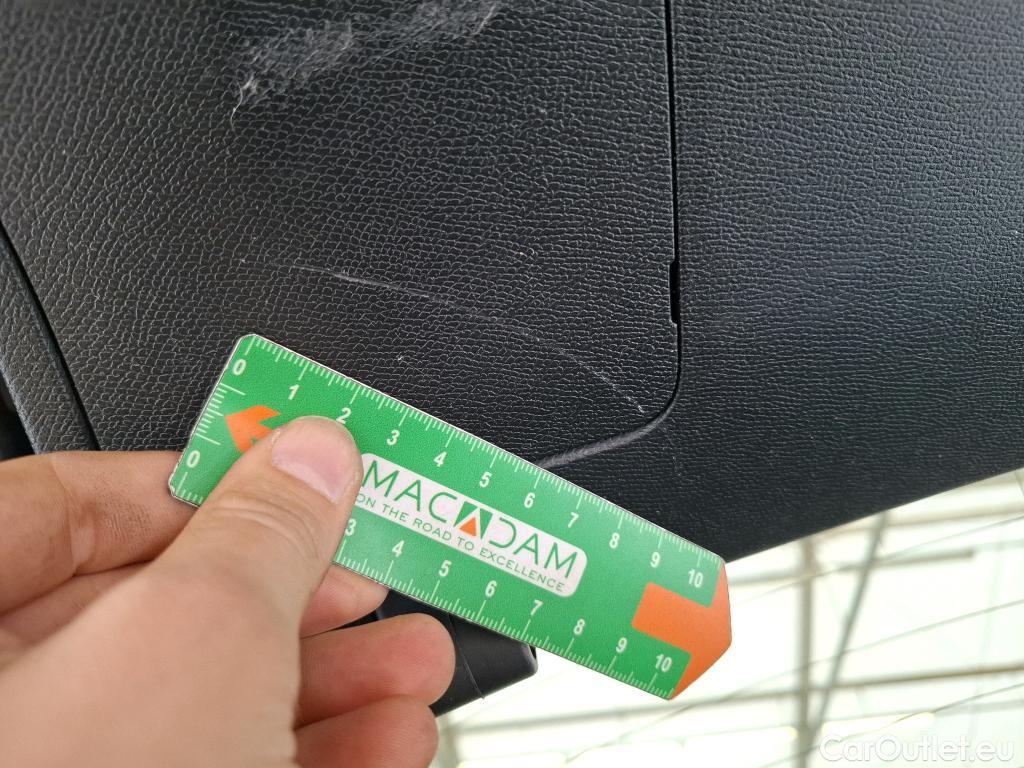 0 1 2 3 4 5 6 7 8 9 10
MACADAM
ON THE ROAD TO EXCELLENCE
0 3 4 5 6 7 8 9 10
CarOutlet.eu